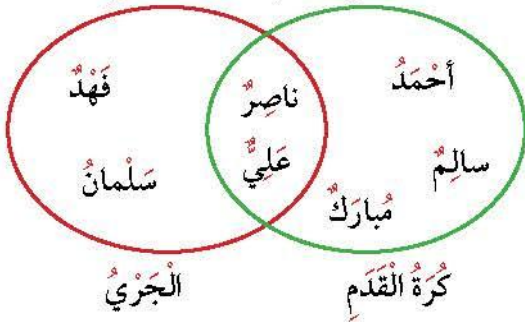 أَحْمَدُ
سالِمٌ
مُبارَكٌ
ناصِرٌ
عَلِيٌّ
فَهْدٌ
سَلْمانُ
كُرَةُ الْقَدَمِ
الْجَرْيُ